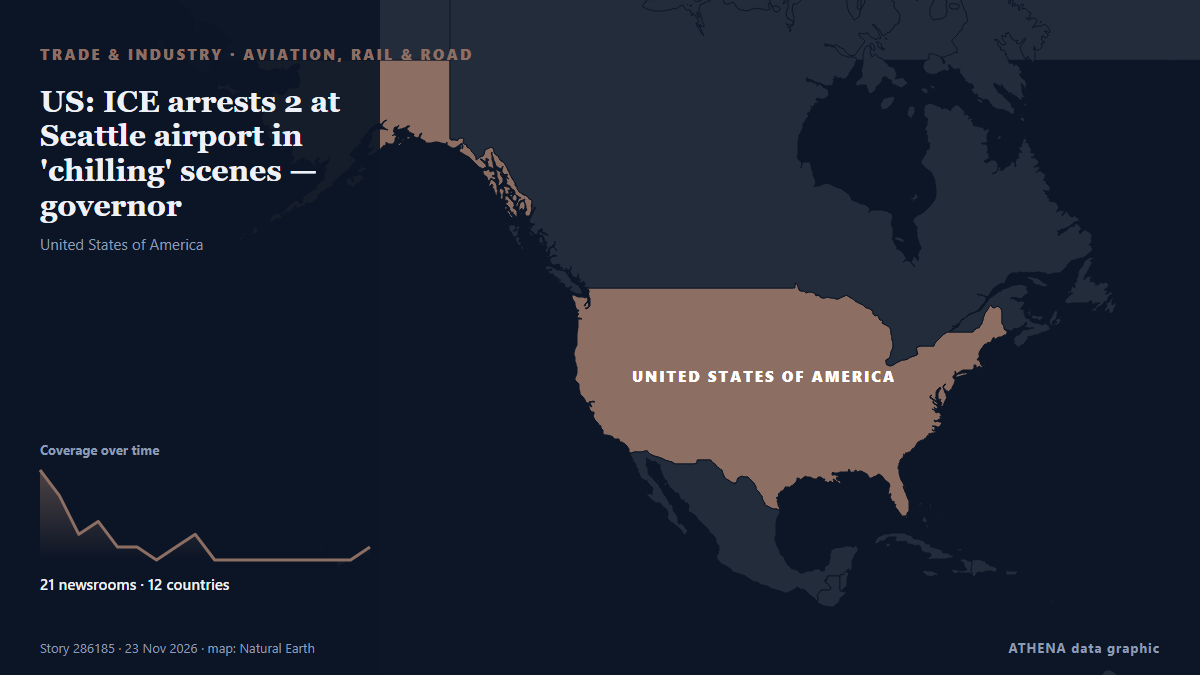 TRADE & INDUSTRY · AVIATION, RAIL & ROAD
US: ICE arrests 2 at
Seattle airport in
'chilling' scenes —
governor
United States of America
UNITED STATES OF AMERICA
Coverage over time
21 newsrooms · 12 countries
Story 286185 · 23 Nov 2026 · map: Natural Earth
ATHENA data graphic